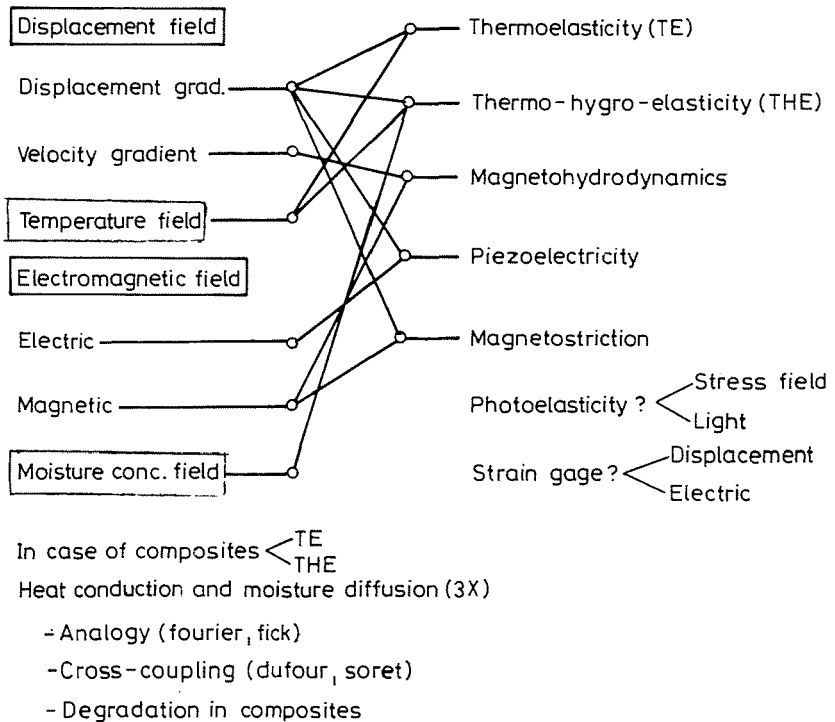 Displacement field
Displacement grad.
Velocity gradient
Temperature field
Electromagnetic field
Electric
Magnetic
Moisture conc. field
Thermoelasticity (TE)
Thermo-hygro-elasticity (THE)
Magnetohydrodynamics
Piezoelectricity
Magnetostriction
Photoelasticity ?
Stress field
Light
Strain gage ?
Displacement
Electric
In case of composites
TE
THE
Heat conduction and moisture diffusion (3X)
-Analogy (fourier, fick)
-Cross-coupling (dufour, soret)
-Degradation in composites